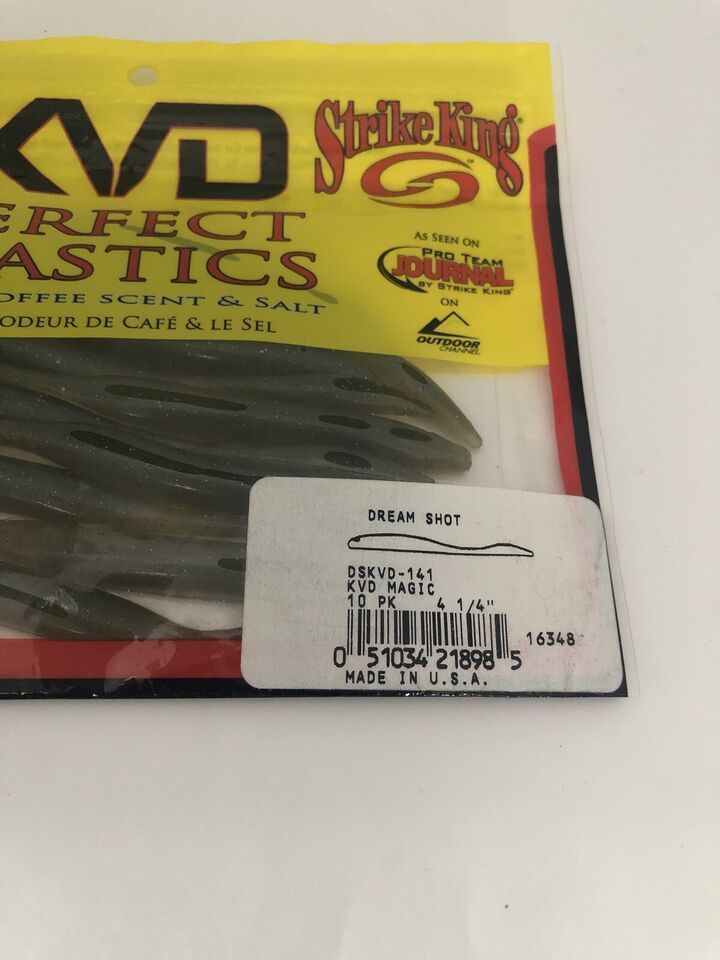 KVD
Strike King
ERFECT
ASTICS
OFFEE SCENT & SALT
ODEUR DE CAFÉ & LE SEL
AS SEEN ON
PRO TEAM
JOURNAL
BY STRIKE KING
ON
OUTDOOR
CHANNEL
DREAM SHOT
DSKVD-141
KVD MAGIC
10 PK 4 1/4"
16348
0 51034 21898 5
MADE IN U.S.A.